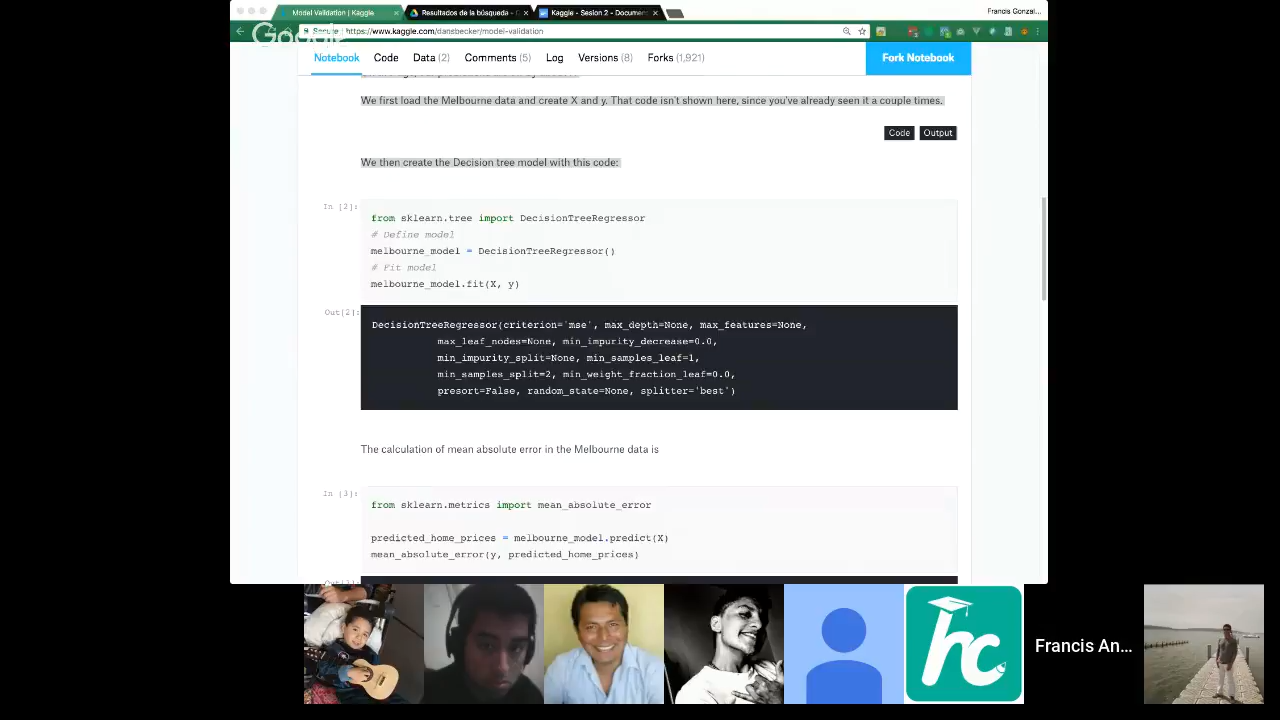 Model Validation | Kaggle
Resultados de la búsqueda -
Kaggle - Sesion 2 - Documen
Francis Gonzal...
Google
Secure https://www.kaggle.com/dansbecker/model-validation
Notebook Code Data (2) Comments (5) Log Versions (8) Forks (1,921) Fork Notebook
We first load the Melbourne data and create X and y. That code isn't shown here, since you've already seen it a couple times.
Code Output
We then create the Decision tree model with this code:
In [2]:
from sklearn.tree import DecisionTreeRegressor
# Define model
melbourne_model = DecisionTreeRegressor()
# Fit model
melbourne_model.fit(X, y)
Out[2]:
DecisionTreeRegressor(criterion='mse', max_depth=None, max_features=None,
max_leaf_nodes=None, min_impurity_decrease=0.0,
min_impurity_split=None, min_samples_leaf=1,
min_samples_split=2, min_weight_fraction_leaf=0.0,
presort=False, random_state=None, splitter='best')
The calculation of mean absolute error in the Melbourne data is
In [3]:
from sklearn.metrics import mean_absolute_error
predicted_home_prices = melbourne_model.predict(X)
mean_absolute_error(y, predicted_home_prices)
hc
Francis An...